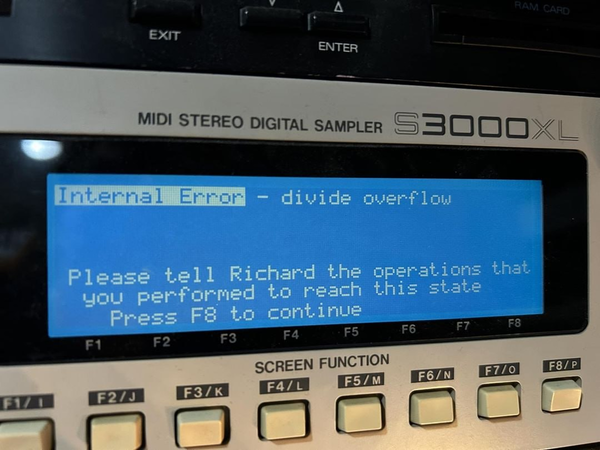 RAM CARD
EXIT
ENTER
MIDI STEREO DIGITAL SAMPLER S3000XL
Internal Error - divide overflow
Please tell Richard the operations that
you performed to reach this state
Press F8 to continue
F1 F2 F3 F4 F5 F6 F7 F8
SCREEN FUNCTION
F1/I F2/J F3/K F4/L F5/M F6/N F7/O F8/P